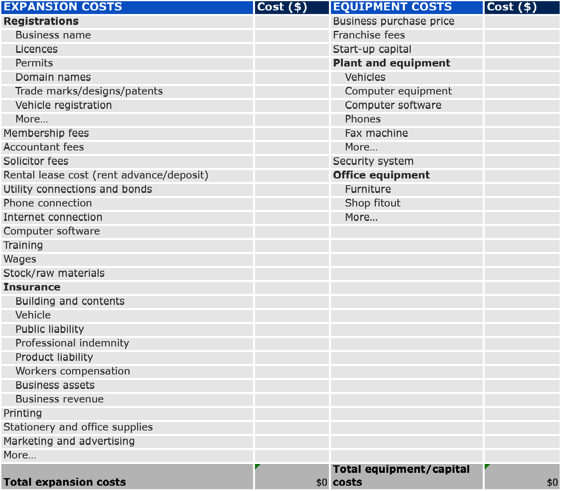 EXPANSION COSTS Cost ($) EQUIPMENT COSTS Cost ($)
Registrations Business purchase price
Business name Franchise fees
Licences Start-up capital
Permits Plant and equipment
Domain names Vehicles
Trade marks/designs/patents Computer equipment
Vehicle registration Computer software
More... Phones
Membership fees Fax machine
Accountant fees More...
Solicitor fees Security system
Rental lease cost (rent advance/deposit) Office equipment
Utility connections and bonds Furniture
Phone connection Shop fitout
Internet connection More...
Computer software
Training
Wages
Stock/raw materials
Insurance
Building and contents
Vehicle
Public liability
Professional indemnity
Product liability
Workers compensation
Business assets
Business revenue
Printing
Stationery and office supplies
Marketing and advertising
More...
Total equipment/capital
Total expansion costs $0 costs $0